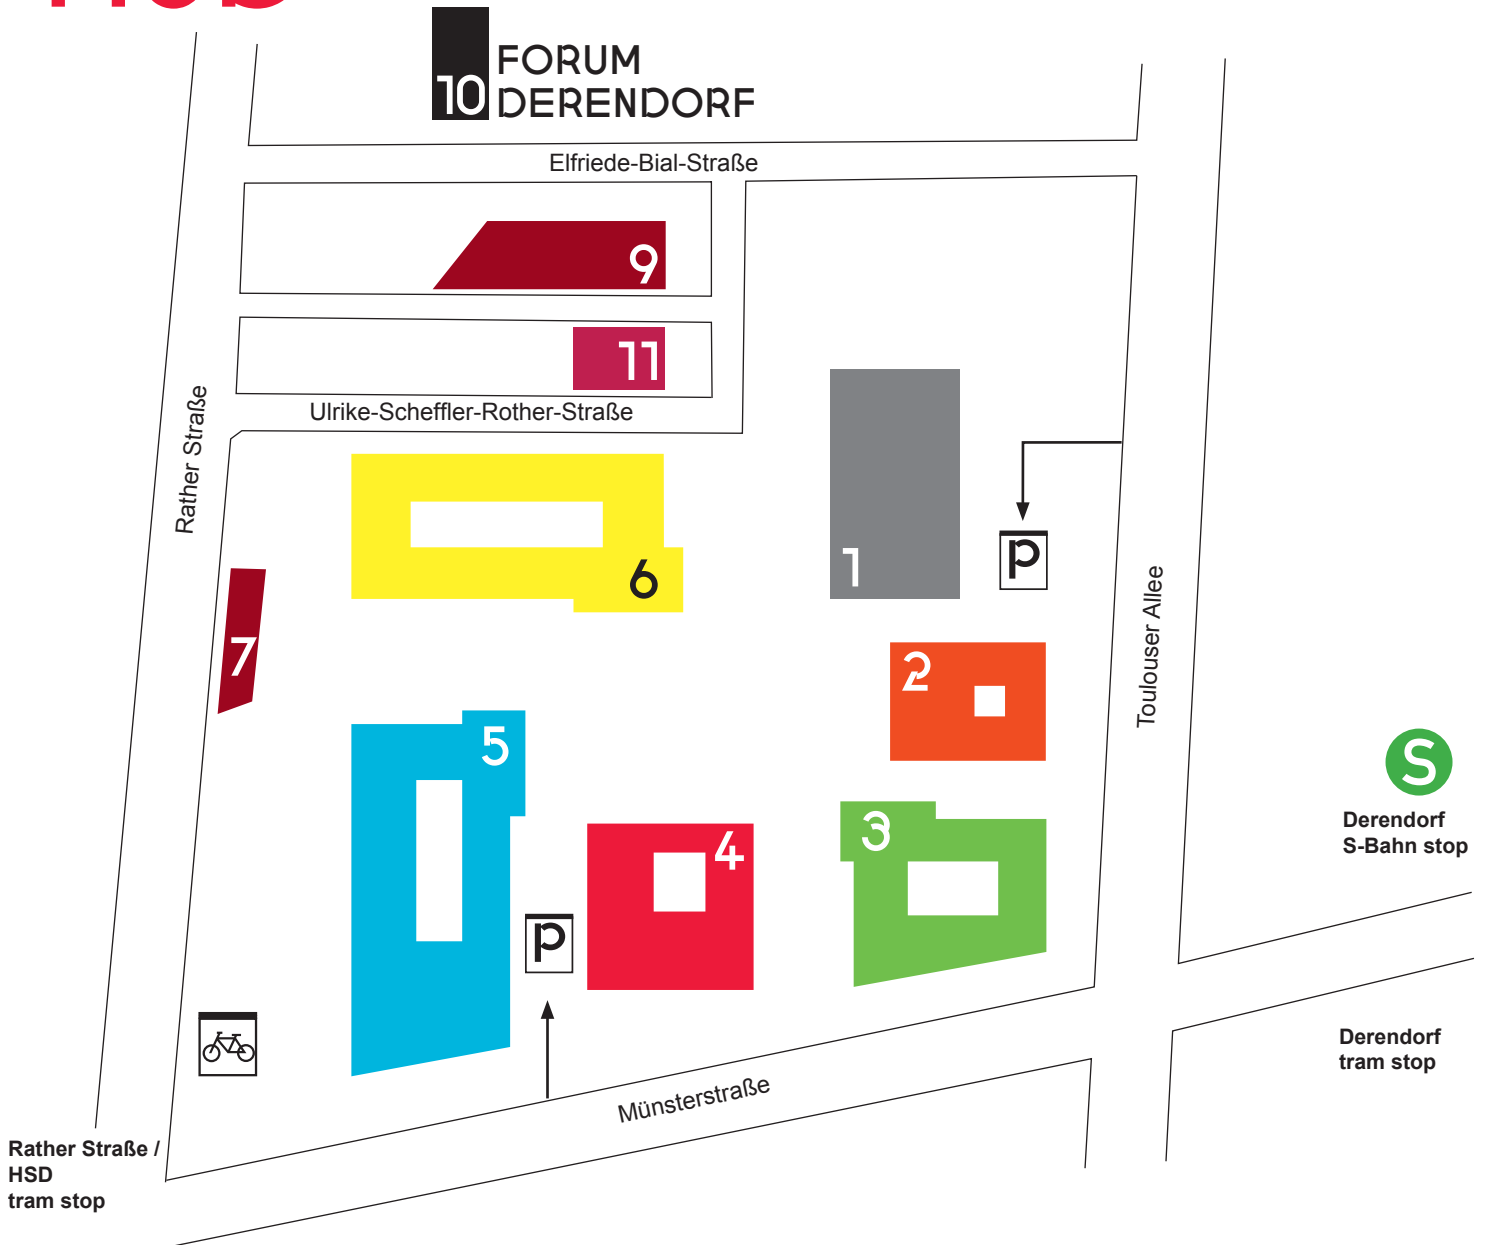 10
FORUM
DERENDORF
Elfriede-Bial-Straße
9
11
Ulrike-Scheffler-Rother-Straße
Rather Straße
6
1
P
7
2
Toulouser Allee
5
S
4
3
Derendorf
S-Bahn stop
P
Derendorf
tram stop
Münsterstraße
Rather Straße /
HSD
tram stop